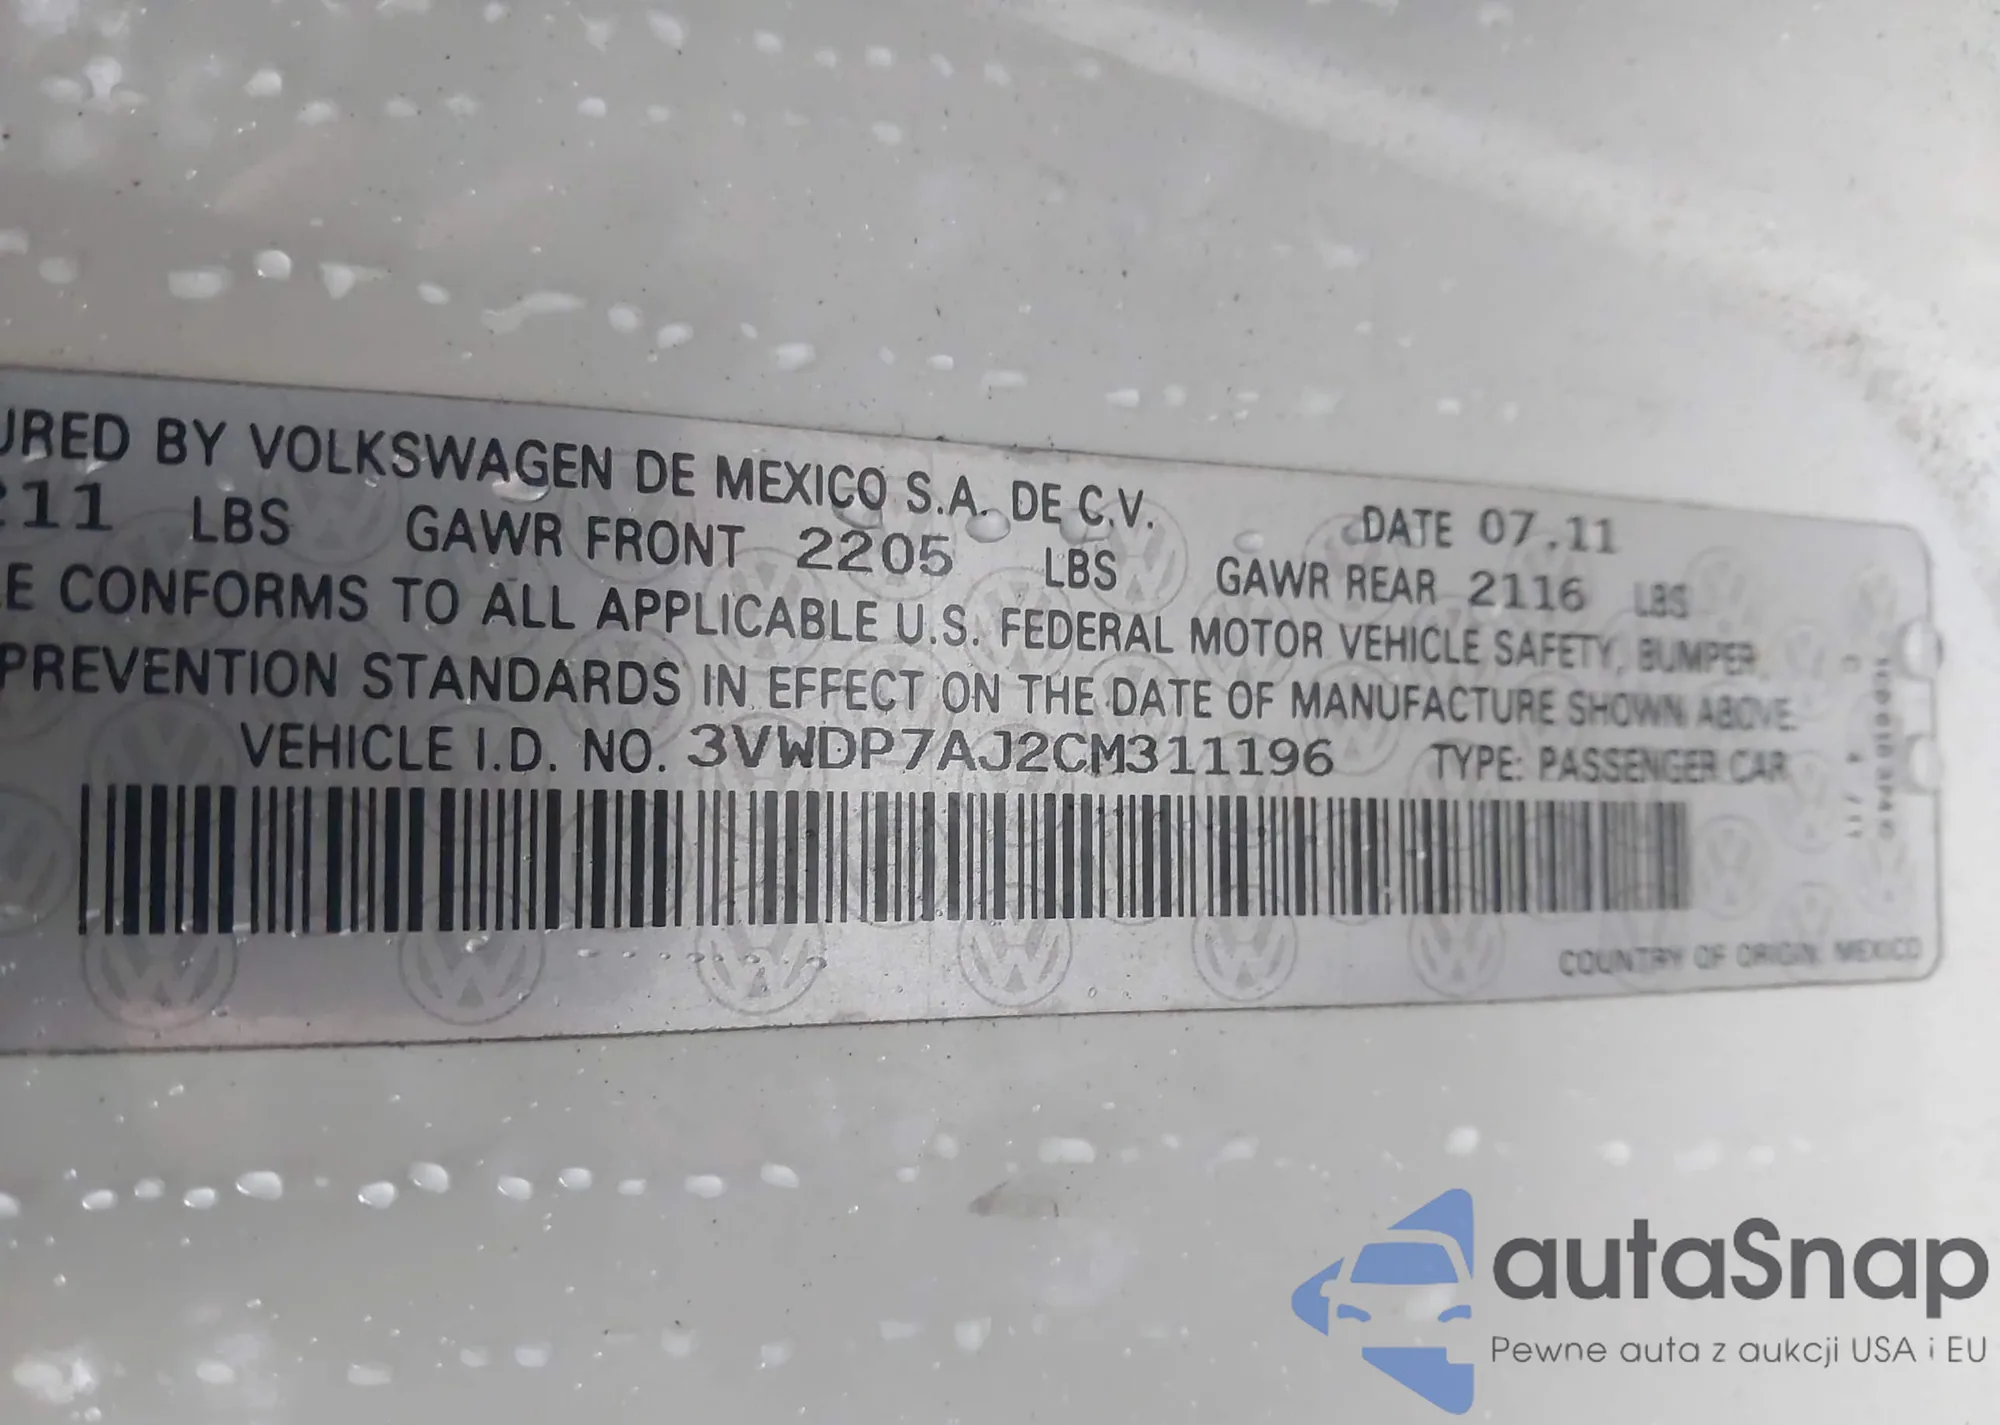 URED BY VOLKSWAGEN DE MEXICO S.A. DE C.V. DATE 07.11
211 LBS GAWR FRONT 2205 LBS GAWR REAR 2116 LBS
E CONFORMS TO ALL APPLICABLE U.S. FEDERAL MOTOR VEHICLE SAFETY, BUMPER,
PREVENTION STANDARDS IN EFFECT ON THE DATE OF MANUFACTURE SHOWN ABOVE.
VEHICLE I.D. NO. 3VWDP7AJ2CM311196 TYPE: PASSENGER CAR
COUNTRY OF ORIGIN: MEXICO
autaSnap
Pewne auta z aukcji USA i EU